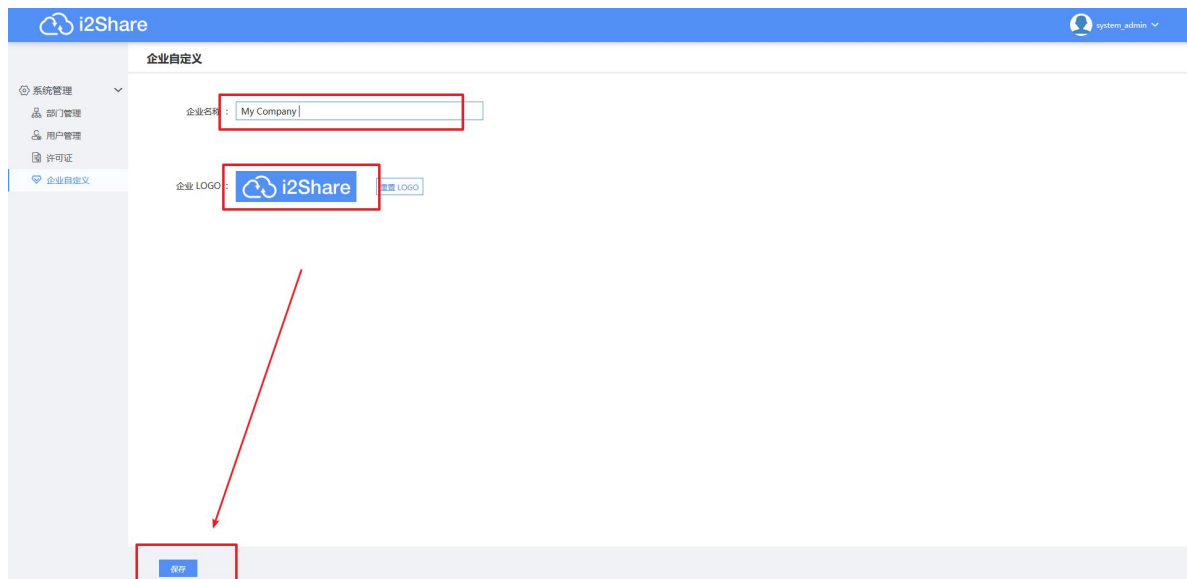 i2Share
system_admin
企业自定义
系统管理
部门管理
用户管理
许可证
企业自定义
企业名称 : My Company
企业 LOGO : i2Share 重置 LOGO
保存